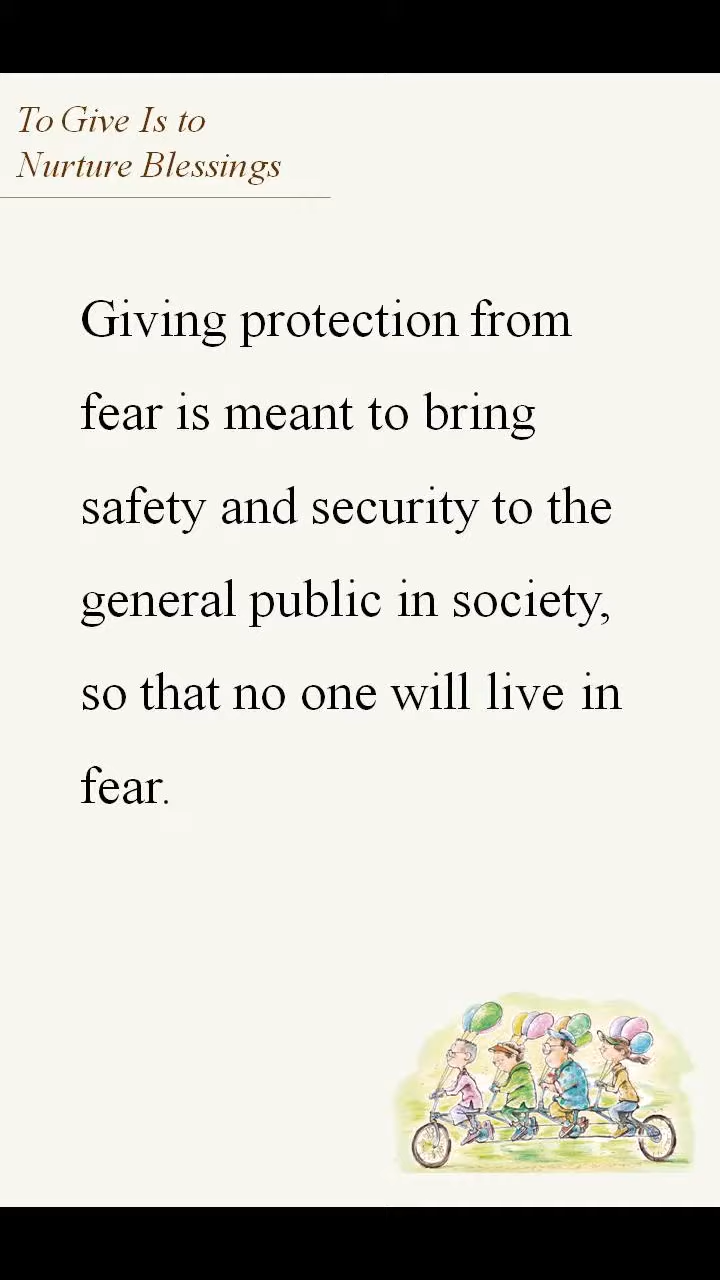 To Give Is to
Nurture Blessings
Giving protection from
fear is meant to bring
safety and security to the
general public in society,
so that no one will live in
fear.